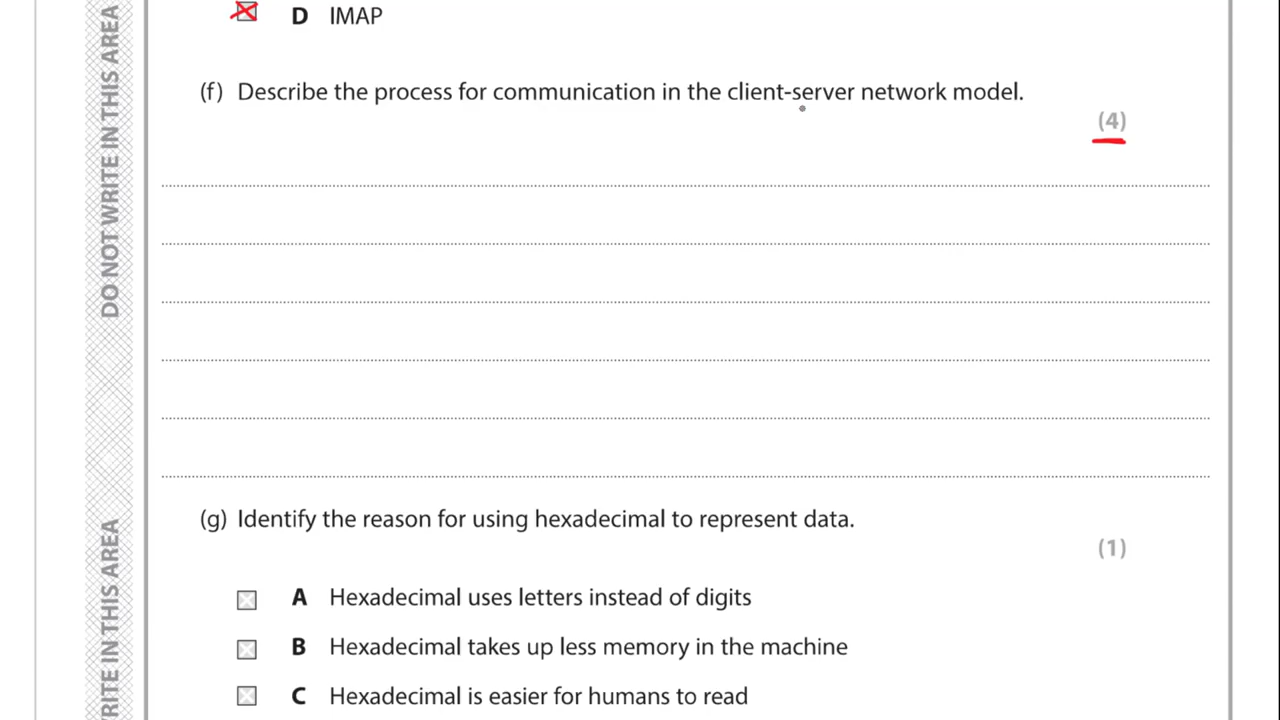 D IMAP
(f) Describe the process for communication in the client-server network model.
(4)
(g) Identify the reason for using hexadecimal to represent data.
(1)
A Hexadecimal uses letters instead of digits
B Hexadecimal takes up less memory in the machine
C Hexadecimal is easier for humans to read
DO NOT WRITE IN THIS AREA
RITE IN THIS AREA